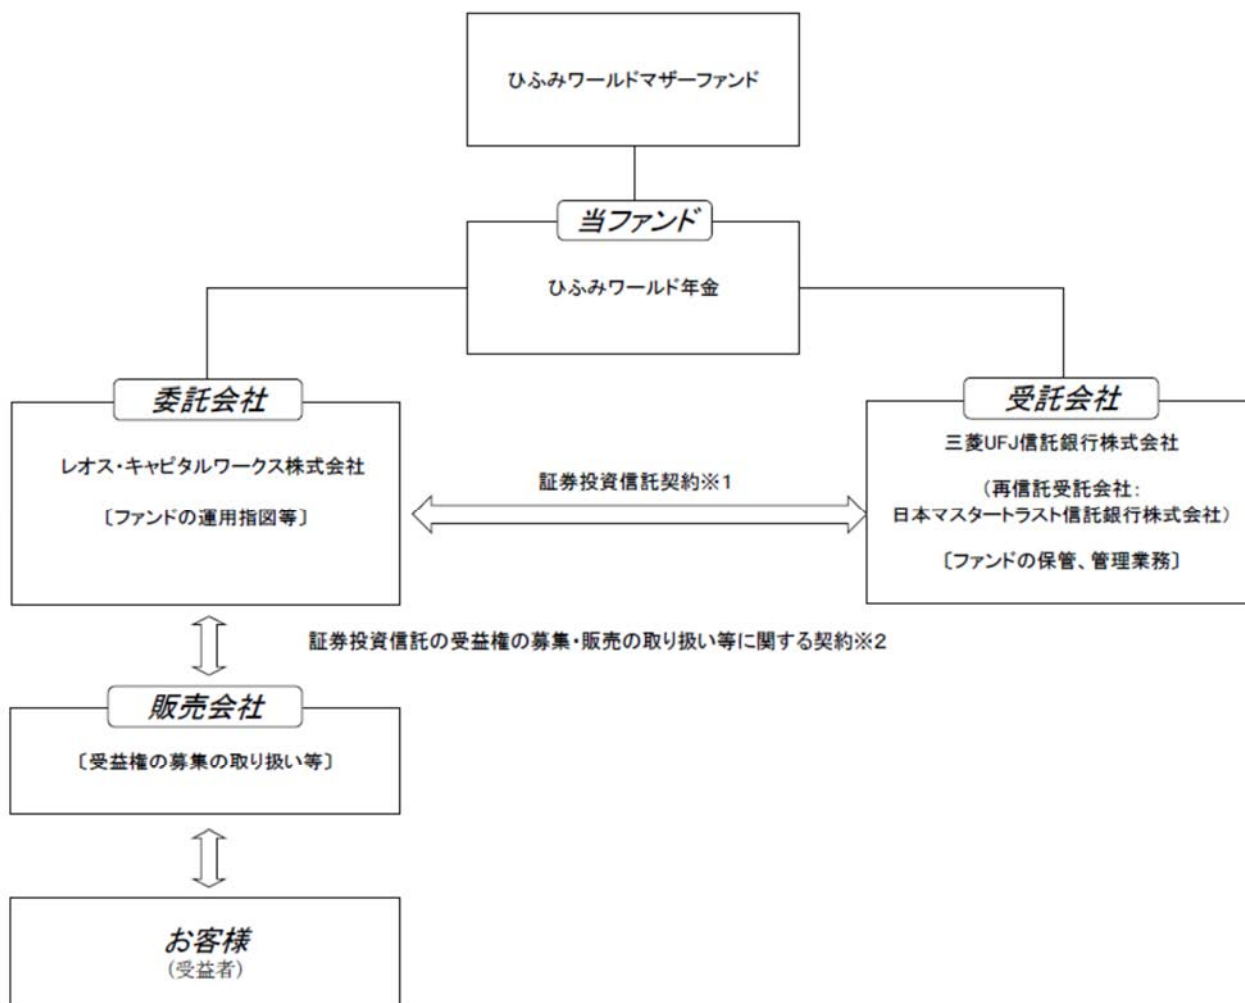 ひふみワールドマザーファンド
当ファンド
ひふみワールド年金
委託会社
レオス・キャピタルワークス株式会社
〔ファンドの運用指図等〕
証券投資信託契約※1
受託会社
三菱UFJ信託銀行株式会社
（再信託受託会社：
日本マスタートラスト信託銀行株式会社）
〔ファンドの保管、管理業務〕
証券投資信託の受益権の募集・販売の取り扱い等に関する契約※2
販売会社
〔受益権の募集の取り扱い等〕
お客様
(受益者)